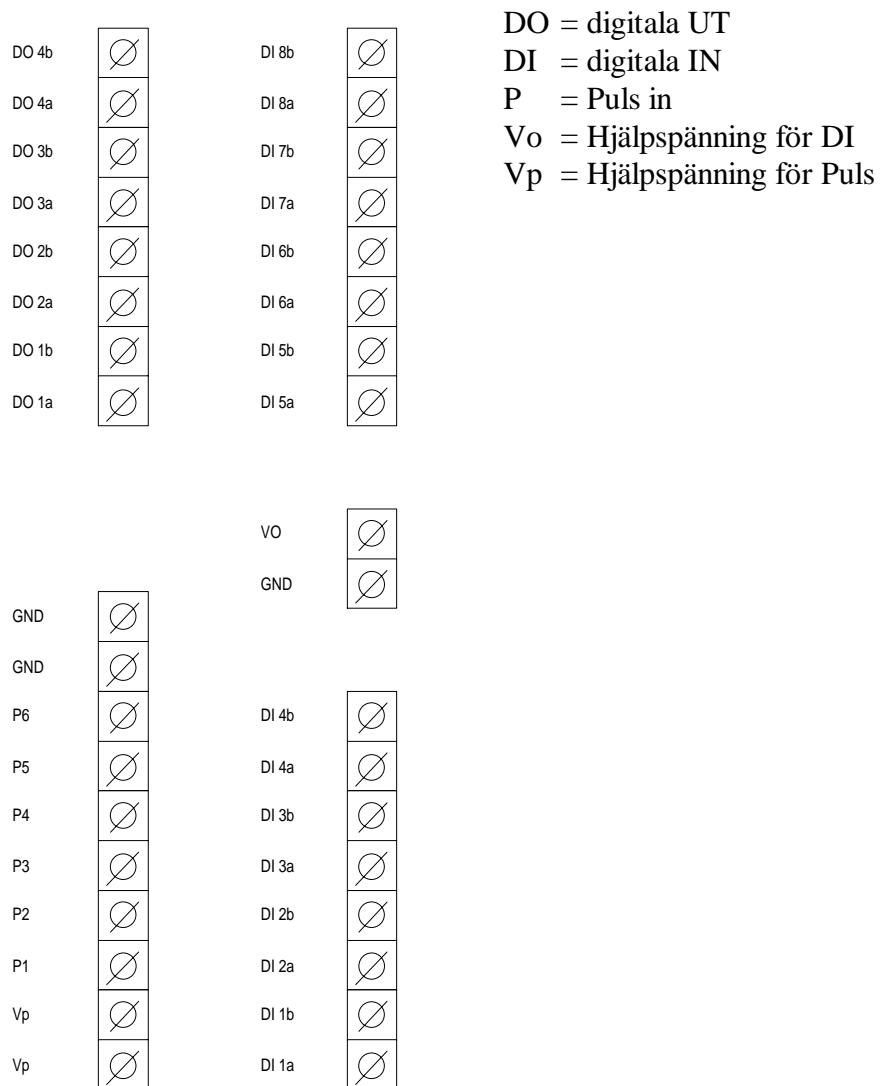 DO 4b
DO 4a
DO 3b
DO 3a
DO 2b
DO 2a
DO 1b
DO 1a
DI 8b
DI 8a
DI 7b
DI 7a
DI 6b
DI 6a
DI 5b
DI 5a
DO = digitala UT
DI = digitala IN
P = Puls in
Vo = Hjälpspänning för DI
Vp = Hjälpspänning för Puls
VO
GND
GND
GND
P6
P5
P4
P3
P2
P1
Vp
Vp
DI 4b
DI 4a
DI 3b
DI 3a
DI 2b
DI 2a
DI 1b
DI 1a